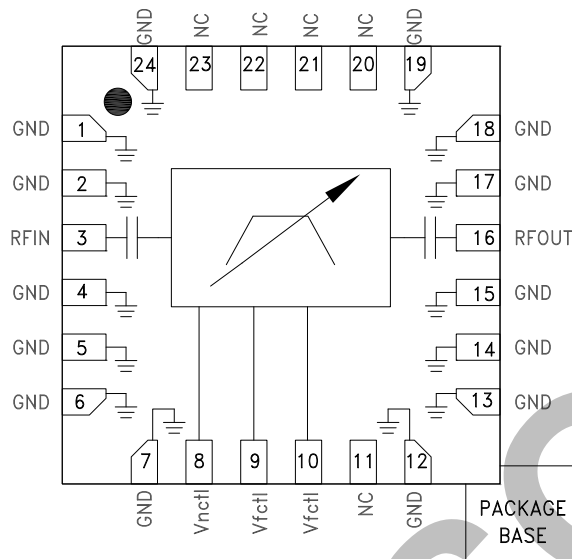 GND NC NC NC NC GND
24 23 22 21 20 19
GND 1 18 GND
GND 2 17 GND
RFIN 3 16 RFOUT
GND 4 15 GND
GND 5 14 GND
GND 6 13 GND
7 8 9 10 11 12
GND Vnctl Vfctl Vfctl NC GND
PACKAGE
BASE